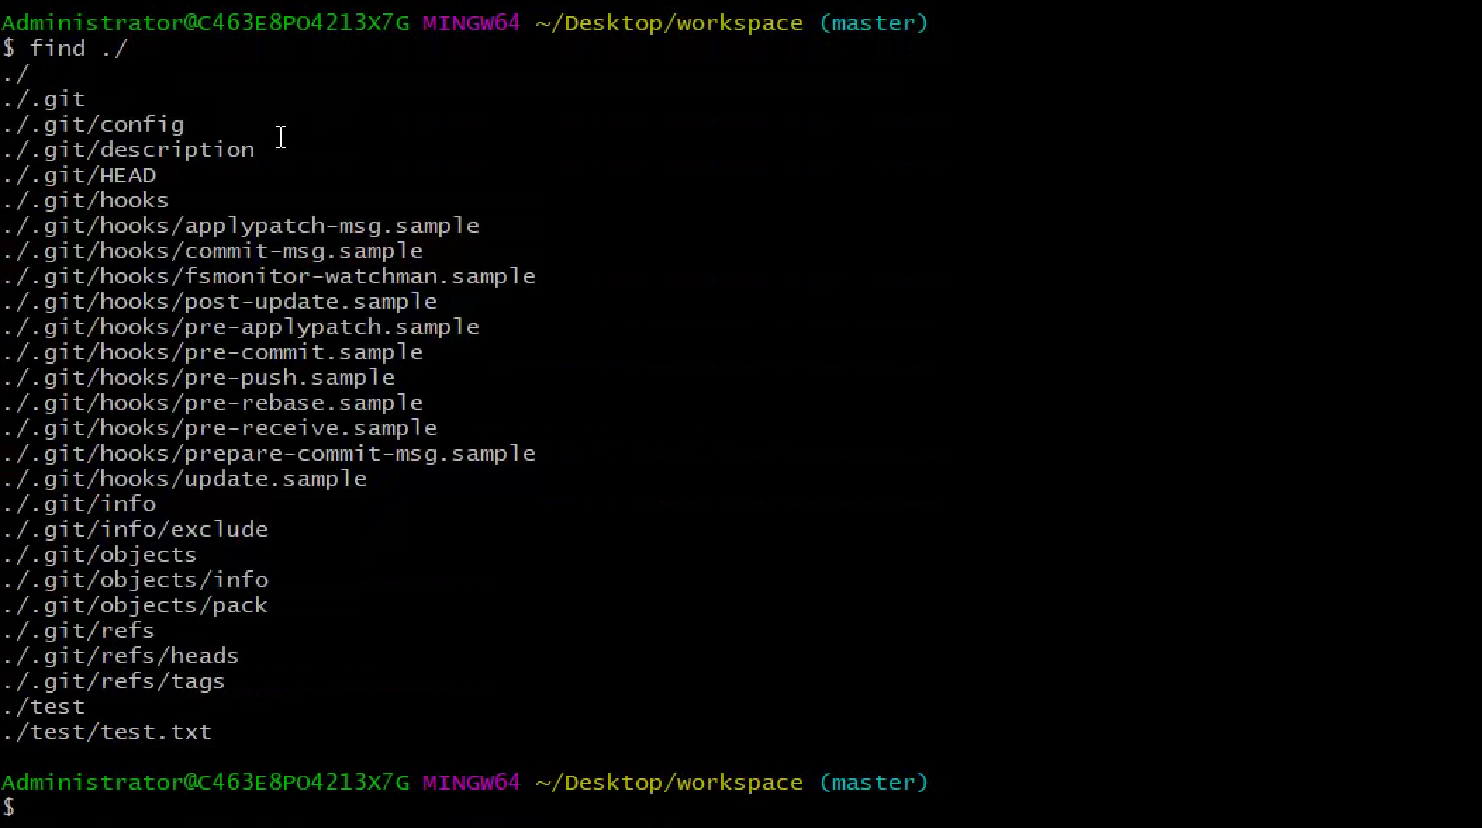 Administrator@C463E8PO4213X7G MINGW64 ~/Desktop/workspace (master)
$ find ./
./
./.git
./.git/config
./.git/description
./.git/HEAD
./.git/hooks
./.git/hooks/applypatch-msg.sample
./.git/hooks/commit-msg.sample
./.git/hooks/fsmonitor-watchman.sample
./.git/hooks/post-update.sample
./.git/hooks/pre-applypatch.sample
./.git/hooks/pre-commit.sample
./.git/hooks/pre-push.sample
./.git/hooks/pre-rebase.sample
./.git/hooks/pre-receive.sample
./.git/hooks/prepare-commit-msg.sample
./.git/hooks/update.sample
./.git/info
./.git/info/exclude
./.git/objects
./.git/objects/info
./.git/objects/pack
./.git/refs
./.git/refs/heads
./.git/refs/tags
./test
./test/test.txt
Administrator@C463E8PO4213X7G MINGW64 ~/Desktop/workspace (master)
$